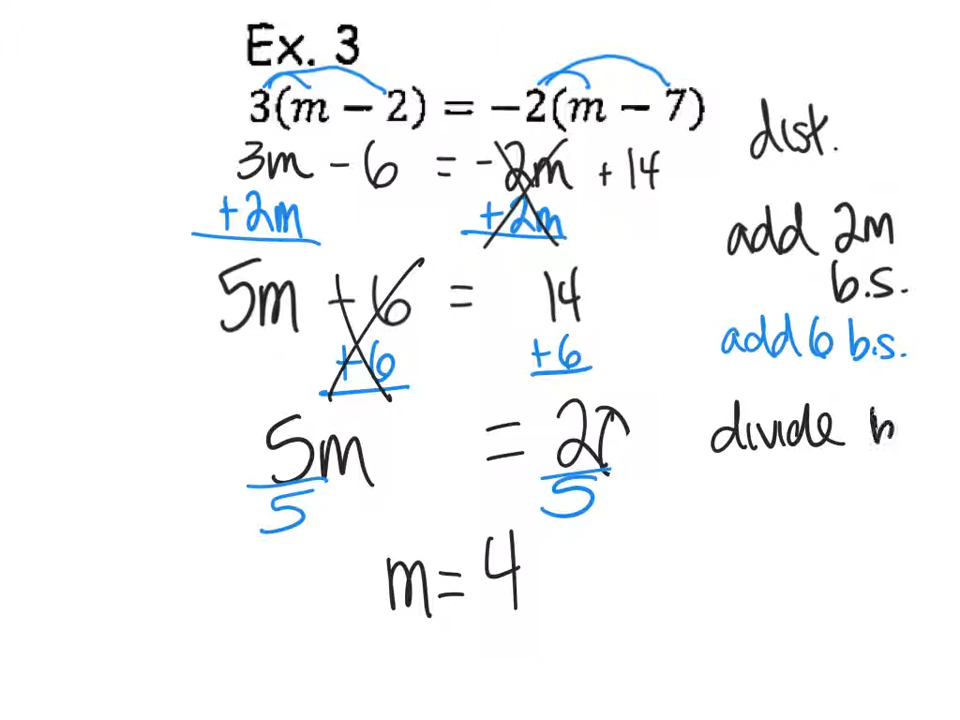 Ex. 3
3(m − 2) = −2(m − 7)
dist.
3m - 6 = -2m + 14
+2m +2m
add 2m
b.s.
5m + 6 = 14
+6 +6
add 6 b.s.
5m = 2
divide
5 5
m = 4